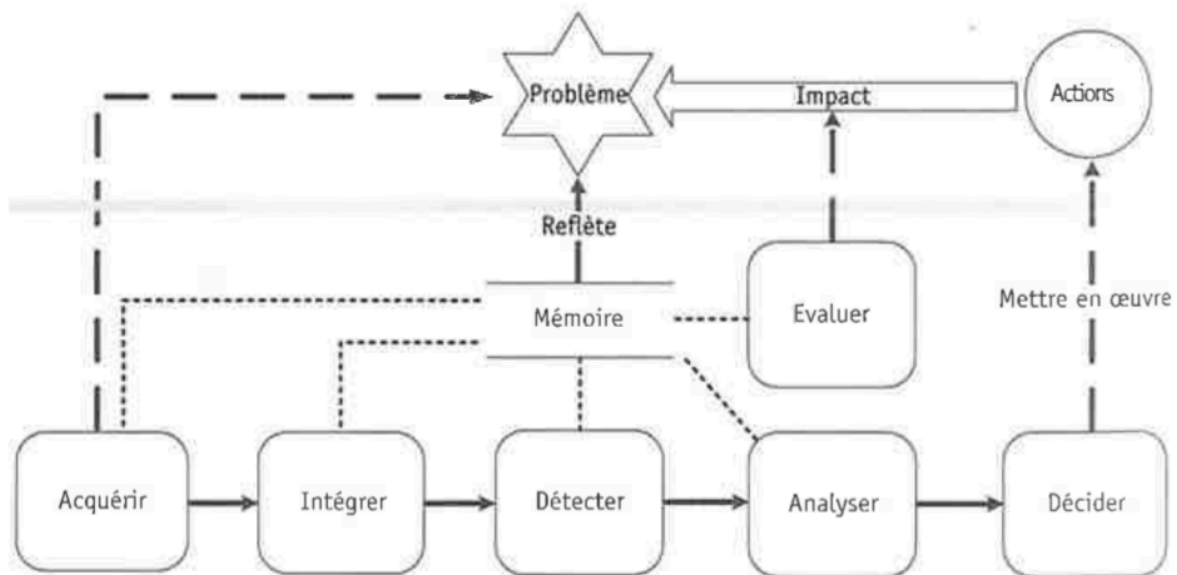 Problème
Impact
Actions
Reflète
Mémoire
Evaluer
Mettre en œuvre
Acquérir
Intégrer
Détecter
Analyser
Décider